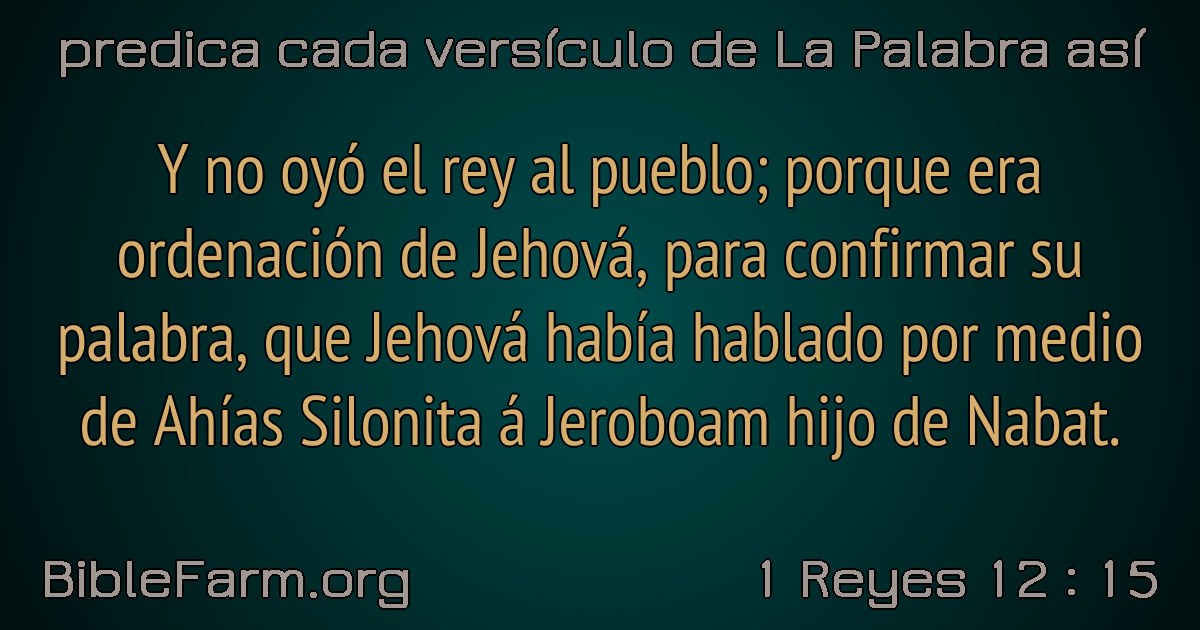 predica cada versículo de La Palabra así
Y no oyó el rey al pueblo; porque era
ordenación de Jehová, para confirmar su
palabra, que Jehová había hablado por medio
de Ahías Silonita á Jeroboam hijo de Nabat.
BibleFarm.org
1 Reyes 12 : 15